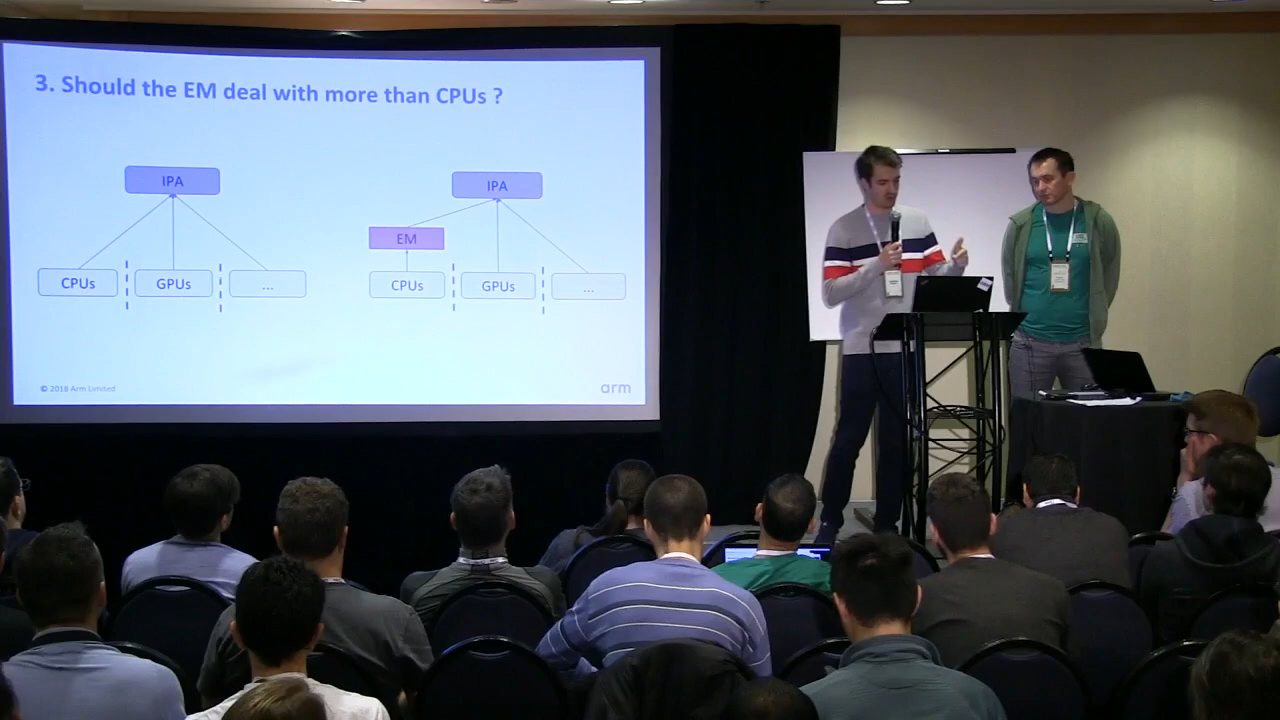 3. Should the EM deal with more than CPUs ?
IPA
CPUs
GPUs
...
IPA
EM
CPUs
GPUs
...
© 2018 Arm Limited
arm